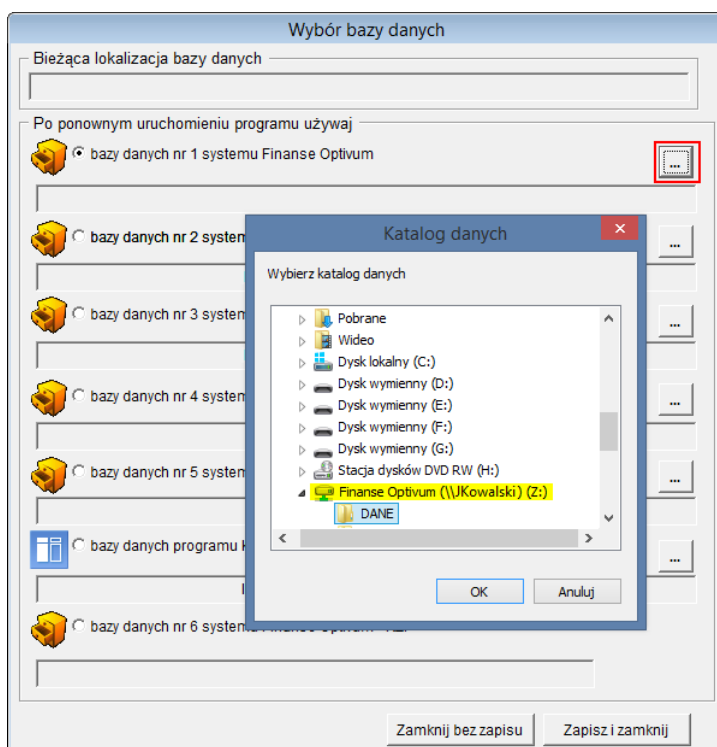 Wybór bazy danych
Bieżąca lokalizacja bazy danych
Po ponownym uruchomieniu programu używaj
bazy danych nr 1 systemu Finanse Optivum
...
bazy danych nr 2 system
...
Katalog danych
Wybierz katalog danych
Pobrane
Wideo
Dysk lokalny (C:)
Dysk wymienny (D:)
Dysk wymienny (E:)
Dysk wymienny (F:)
Dysk wymienny (G:)
Stacja dysków DVD RW (H:)
Finanse Optivum (\\JKowalski) (Z:)
DANE
OK Anuluj
bazy danych nr 3 system
...
bazy danych nr 4 system
...
bazy danych nr 5 system
...
bazy danych programu
...
bazy danych nr 6 systemu
Zamknij bez zapisu Zapisz i zamknij